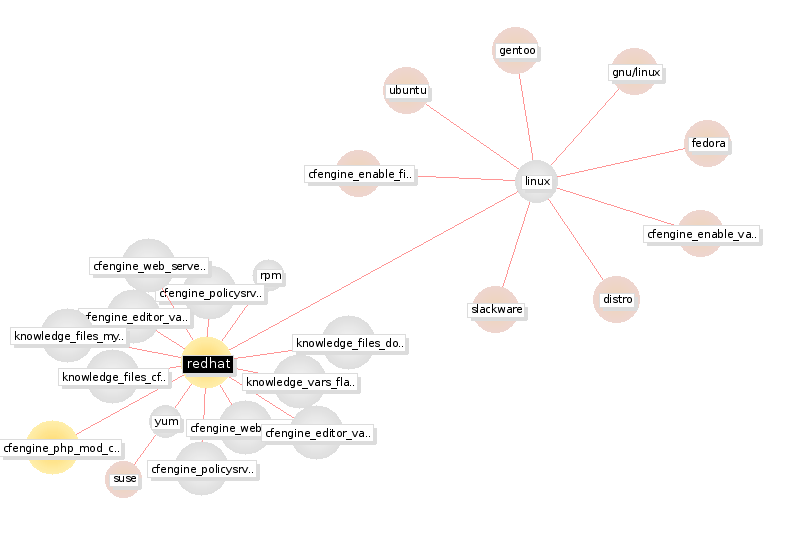 gentoo
gnu/linux
ubuntu
fedora
cfengine_enable_fi..
linux
cfengine_enable_va..
cfengine_web_serve..
rpm
cfengine_policysrv..
distro
slackware
cfengine_editor_va..
knowledge_files_my..
knowledge_files_do..
redhat
knowledge_files_cf..
knowledge_vars_fla..
yum
cfengine_web
cfengine_editor_va..
cfengine_php_mod_c..
cfengine_policysrv..
suse